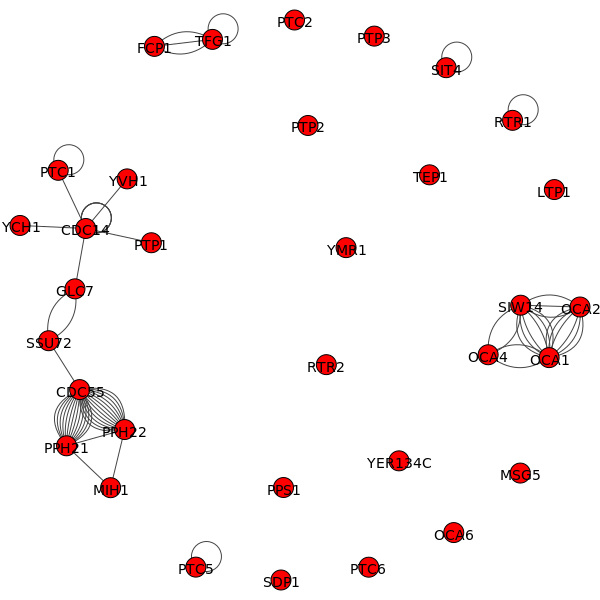 PTC2
FCP1
TFG1
PTP3
SIT4
RTR1
PTP2
PTC1
YVH1
TEP1
LTP1
YCH1
CDC14
PTP1
YMR1
GLC7
SIW14
OCA2
SSU72
OCA4
OCA1
RTR2
CDC55
PPH22
PPH21
YER134C
MSG5
MIH1
PPS1
OCA6
PTC5
SDP1
PTC6